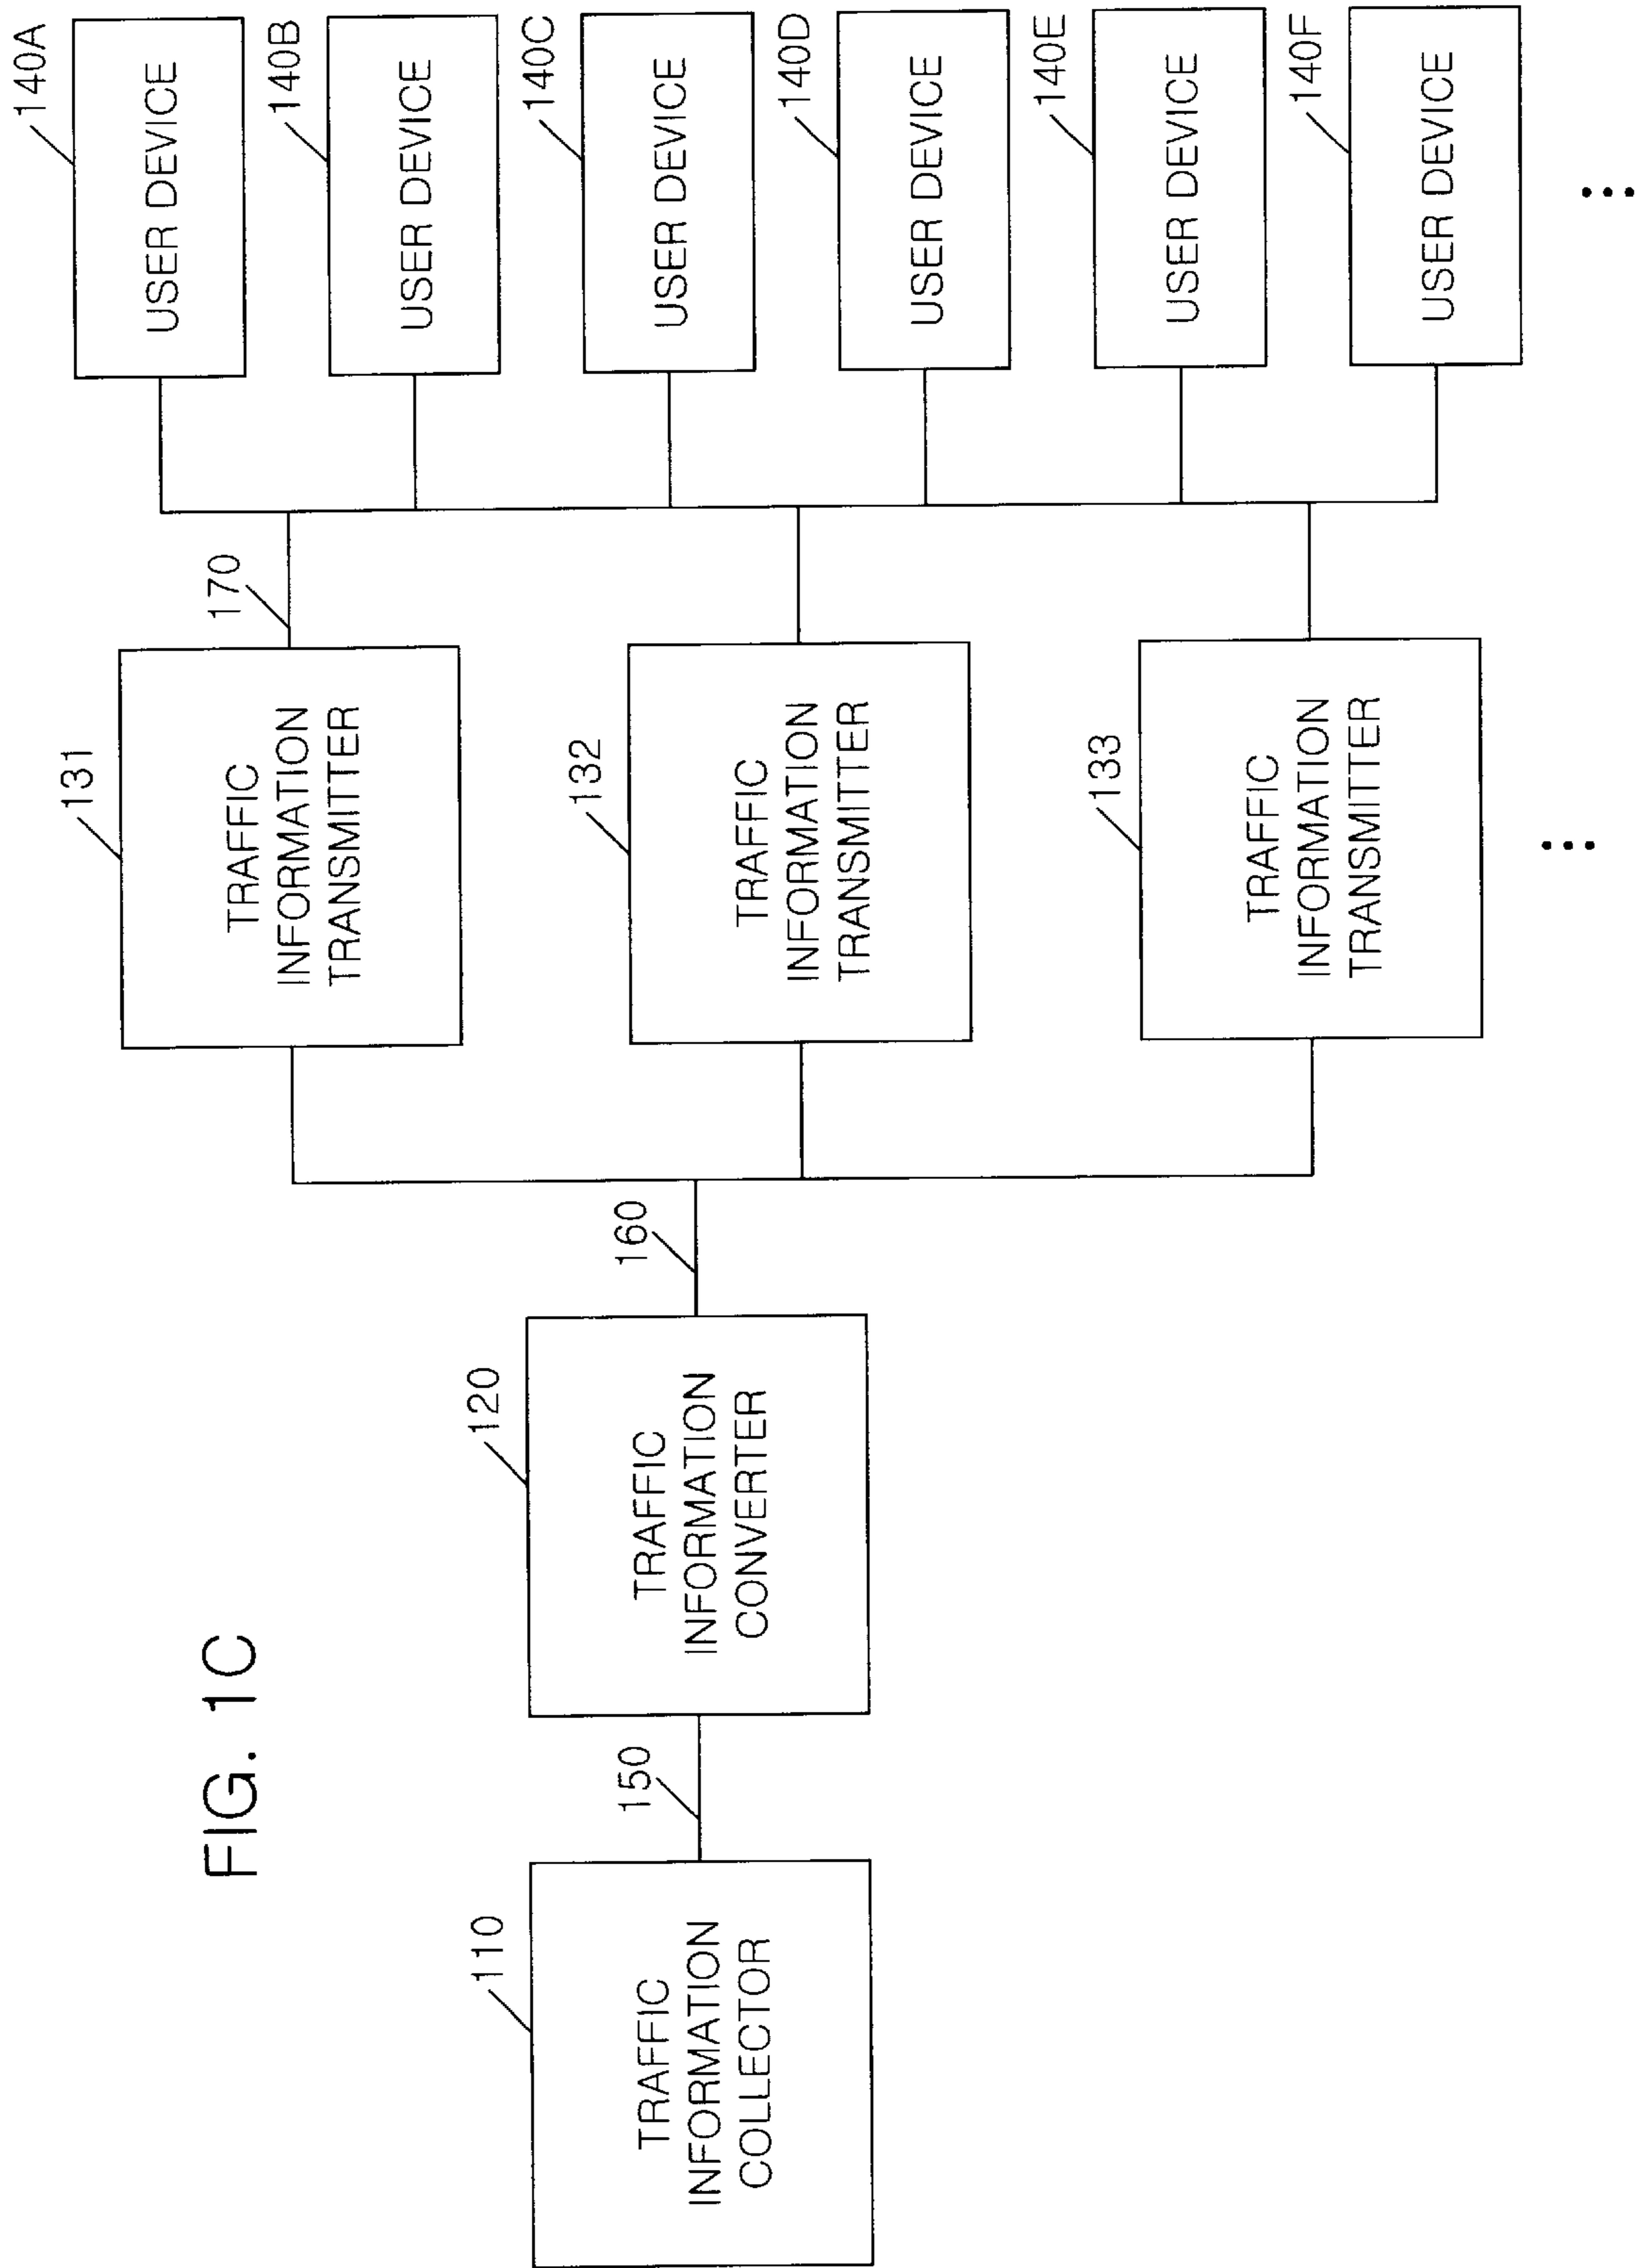 FIG. 1C
110
TRAFFIC
INFORMATION
COLLECTOR
150
120
TRAFFIC
INFORMATION
CONVERTER
160
131
TRAFFIC
INFORMATION
TRANSMITTER
170
132
TRAFFIC
INFORMATION
TRANSMITTER
133
TRAFFIC
INFORMATION
TRANSMITTER
...
140A
USER DEVICE
140B
USER DEVICE
140C
USER DEVICE
140D
USER DEVICE
140E
USER DEVICE
140F
USER DEVICE
...